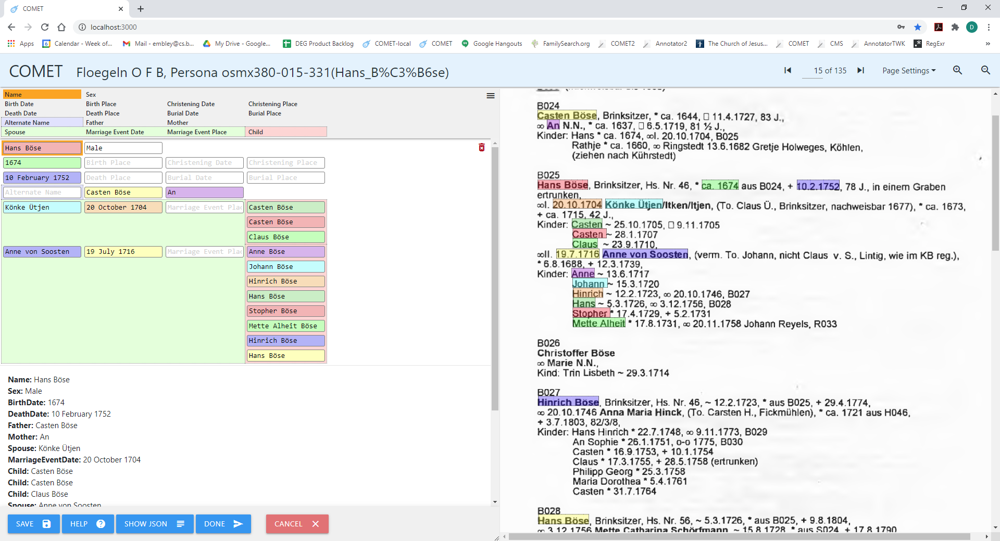 COMET
localhost:3000
Apps
Calendar - Week of...
Mail - embley@cs.b...
My Drive - Google...
DEG Product Backlog
COMET-local
COMET
Google Hangouts
FamilySearch.org
COMET2
Annotator2
The Church of Jesus...
COMET
CMS
AnnotatorTWK
RegExr
»
D
COMET Floegeln O F B, Persona osmx380-015-331(Hans_B%C3%B6se)
15 of 135
Page Settings
Name Sex
Birth Date Birth Place Christening Date Christening Place
Death Date Death Place Burial Date Burial Place
Alternate Name Father Mother
Spouse Marriage Event Date Marriage Event Place Child
Hans Böse Male
1674 Birth Place Christening Date Christening Place
10 February 1752 Death Place Burial Date Burial Place
Alternate Name Casten Böse An
Könke Ütjen 20 October 1704 Marriage Event Plac Casten Böse
Casten Böse
Claus Böse
Anne von Soosten 19 July 1716 Marriage Event Plac Anne Böse
Johann Böse
Hinrich Böse
Hans Böse
Stopher Böse
Mette Alheit Böse
Hinrich Böse
Hans Böse
Name: Hans Böse
Sex: Male
BirthDate: 1674
DeathDate: 10 February 1752
Father: Casten Böse
Mother: An
Spouse: Könke Ütjen
MarriageEventDate: 20 October 1704
Child: Casten Böse
Child: Casten Böse
Child: Claus Böse
Spouse: Anne von Soosten
SAVE
HELP
SHOW JSON
DONE
CANCEL
B024
Casten Böse, Brinksitzer, * ca. 1644, □ 11.4.1727, 83 J.,
∞ An N.N., * ca. 1637, □ 6.5.1719, 81 ½ J.,
Kinder: Hans * ca. 1674, ∞I. 20.10.1704, B025
Rathje * ca. 1660, ∞ Ringstedt 13.6.1682 Gretje Holweges, Köhlen,
(ziehen nach Kührstedt)
B025
Hans Böse, Brinksitzer, Hs. Nr. 46, * ca. 1674 aus B024, + 10.2.1752, 78 J., in einem Graben
ertrunken,
∞I. 20.10.1704 Könke Ütjen/Itken/Itjen, (To. Claus Ü., Brinksitzer, nachweisbar 1677), * ca. 1673,
+ ca. 1715, 42 J.,
Kinder: Casten ~ 25.10.1705, □ 9.11.1705
Casten ~ 28.1.1707
Claus ~ 23.9.1710,
∞II. 19.7.1716 Anne von Soosten, (verm. To. Johann, nicht Claus v. S., Lintig, wie im KB reg.),
* 6.8.1688, + 12.3.1739,
Kinder: Anne ~ 13.6.1717
Johann ~ 15.3.1720
Hinrich ~ 12.2.1723, ∞ 20.10.1746, B027
Hans ~ 5.3.1726, ∞ 3.12.1756, B028
Stopher * 17.4.1729, + 5.2.1731
Mette Alheit * 17.8.1731, ∞ 20.11.1758 Johann Reyels, R033
B026
Christoffer Böse
∞ Marie N.N.,
Kind: Trin Lisbeth ~ 29.3.1714
B027
Hinrich Böse, Brinksitzer, Hs. Nr. 46, ~ 12.2.1723, * aus B025, + 29.4.1774,
∞ 20.10.1746 Anna Maria Hinck, (To. Carsten H., Fickmühlen), * ca. 1721 aus H046,
+ 3.7.1803, 82/3/8,
Kinder: Hans Hinrich * 22.7.1748, ∞ 9.11.1773, B029
An Sophie * 26.1.1751, o-o 1775, B030
Casten * 16.9.1753, + 10.1.1754
Claus * 17.3.1755, + 28.5.1758 (ertrunken)
Philipp Georg * 25.3.1758
Maria Dorothea * 5.4.1761
Casten * 31.7.1764
B028
Hans Böse, Brinksitzer, Hs. Nr. 56, ~ 5.3.1726, * aus B025, + 9.8.1804,
∞ 3.12.1756 Mette Catharina Schörfmann, ~ 15.8.1728, * aus S024, + 17.8.1790